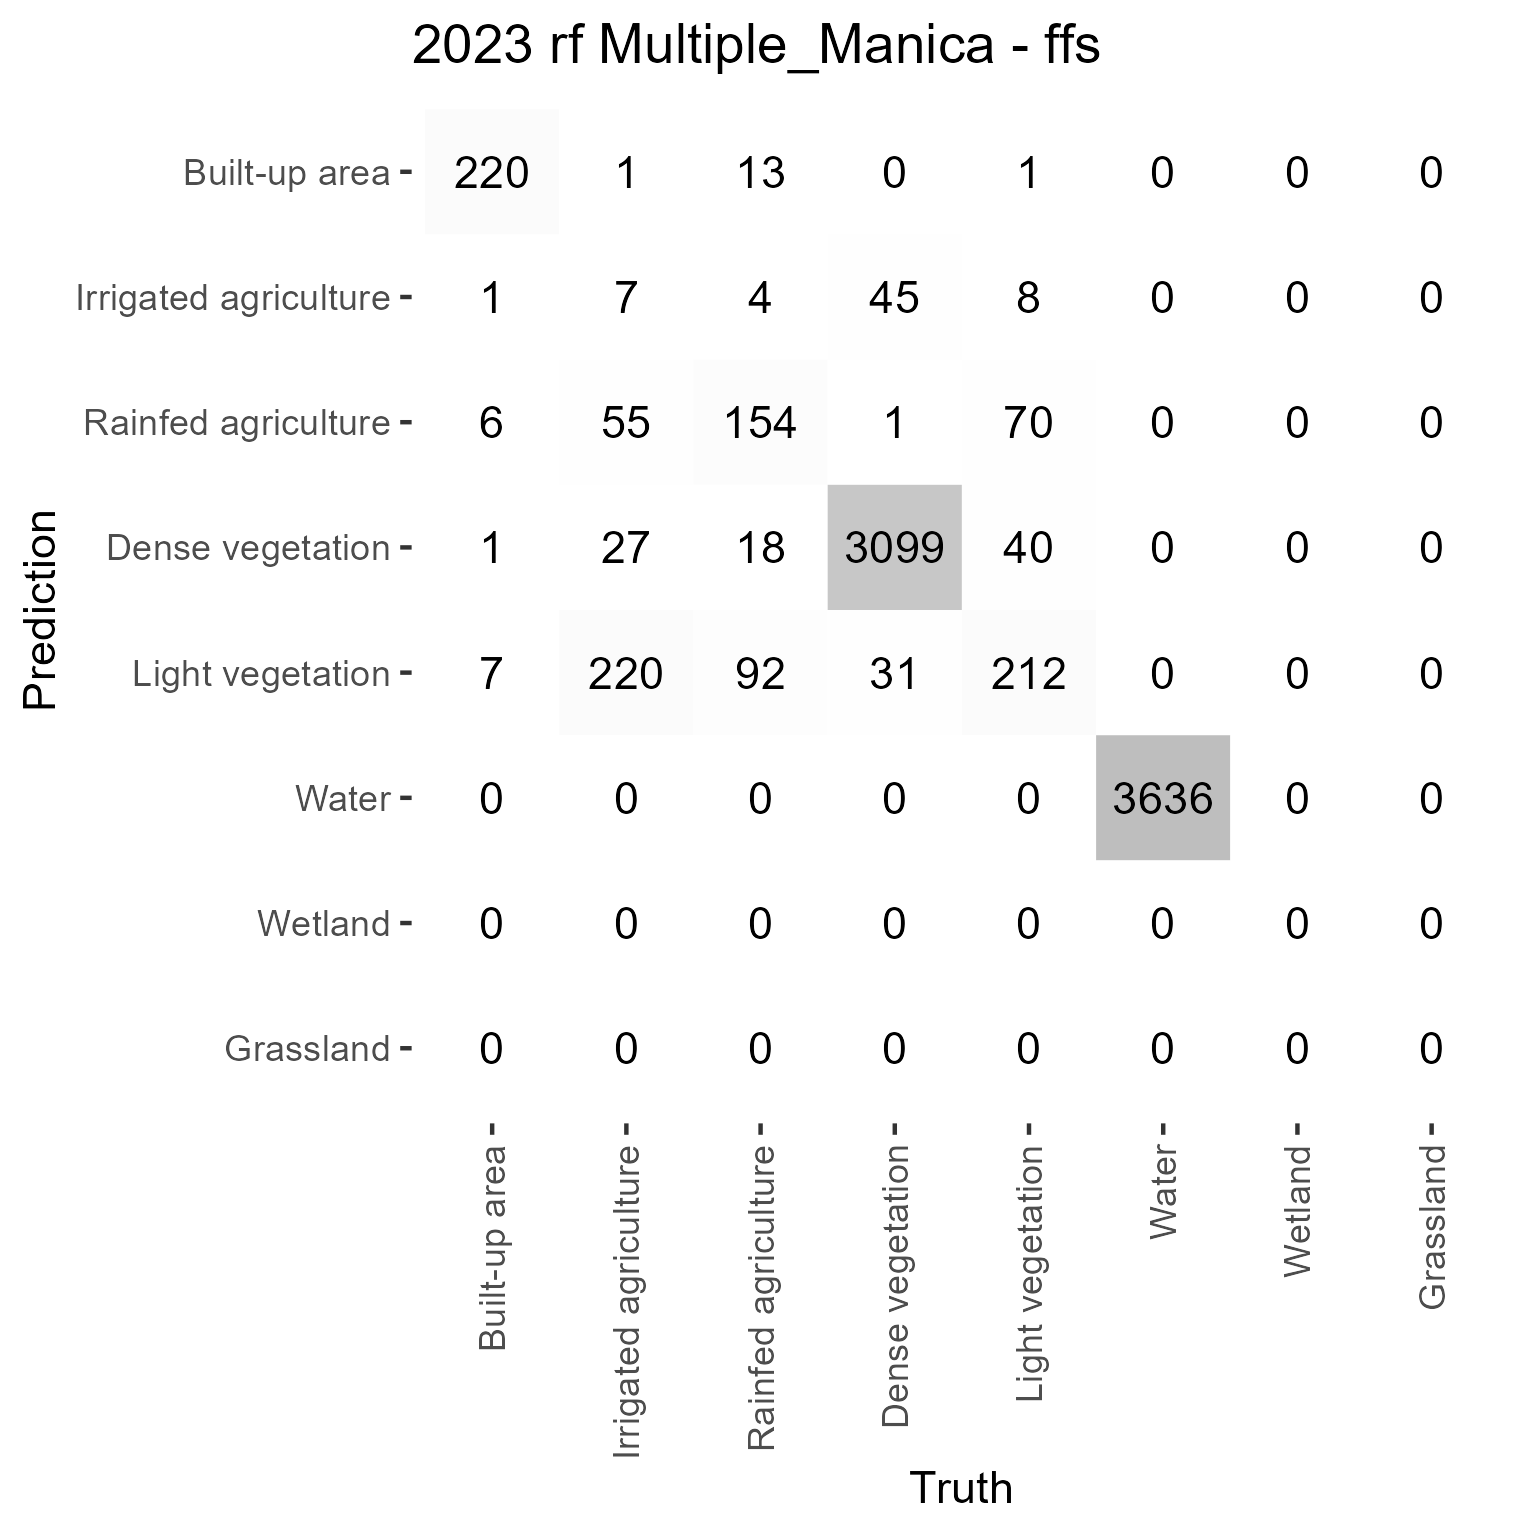 2023 rf Multiple_Manica - ffs
Built-up area 220 1 13 0 1 0 0 0
Irrigated agriculture 1 7 4 45 8 0 0 0
Rainfed agriculture 6 55 154 1 70 0 0 0
Dense vegetation 1 27 18 3099 40 0 0 0
Light vegetation 7 220 92 31 212 0 0 0
Water 0 0 0 0 0 3636 0 0
Wetland 0 0 0 0 0 0 0 0
Grassland 0 0 0 0 0 0 0 0
Prediction
Built-up area
Irrigated agriculture
Rainfed agriculture
Dense vegetation
Light vegetation
Water
Wetland
Grassland
Truth